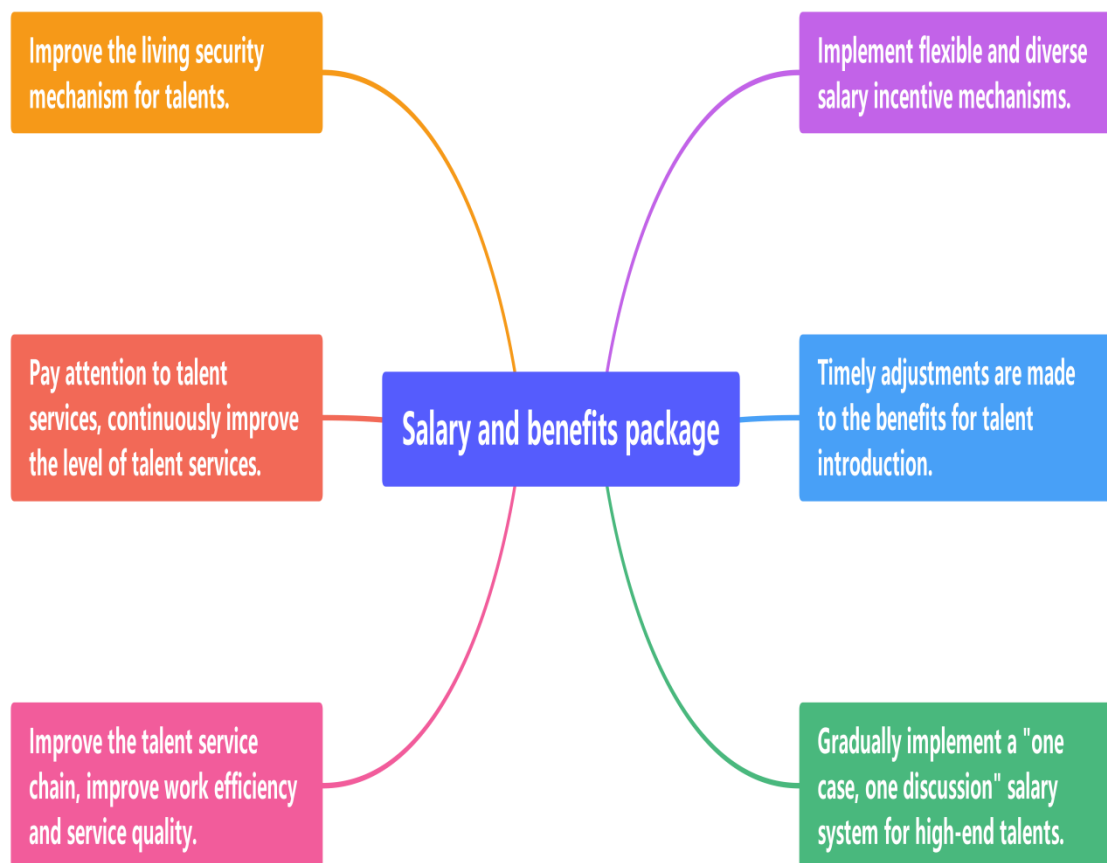 Improve the living security
mechanism for talents.
Implement flexible and diverse
salary incentive mechanisms.
Pay attention to talent
services, continuously improve
the level of talent services.
Salary and benefits package
Timely adjustments are made
to the benefits for talent
introduction.
Improve the talent service
chain, improve work efficiency
and service quality.
Gradually implement a "one
case, one discussion" salary
system for high-end talents.